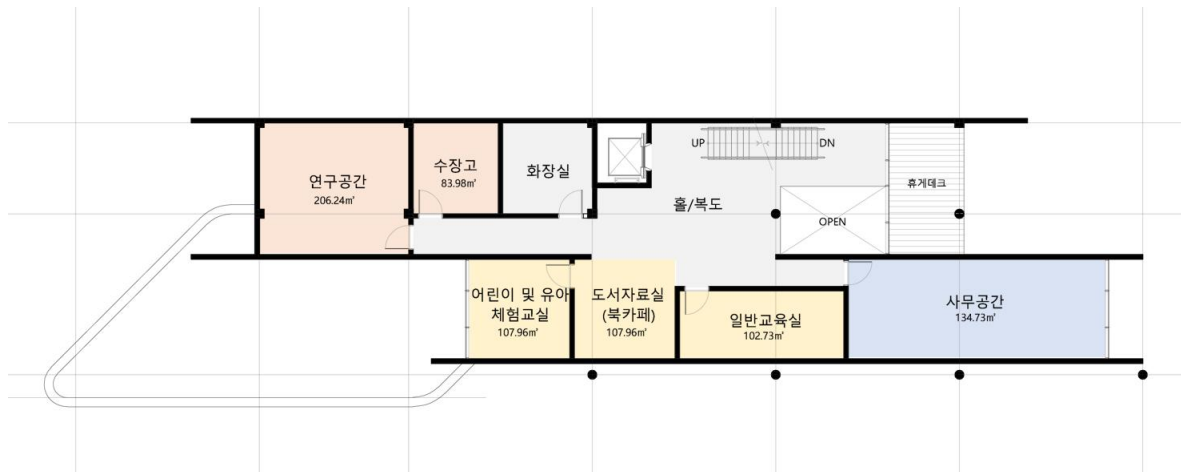 연구공간
206.24㎡
수장고
83.98㎡
화장실
UP
DN
홀/복도
OPEN
휴게데크
어린이 및 유아
체험교실
107.96㎡
도서자료실
(북카페)
107.96㎡
일반교육실
102.73㎡
사무공간
134.73㎡